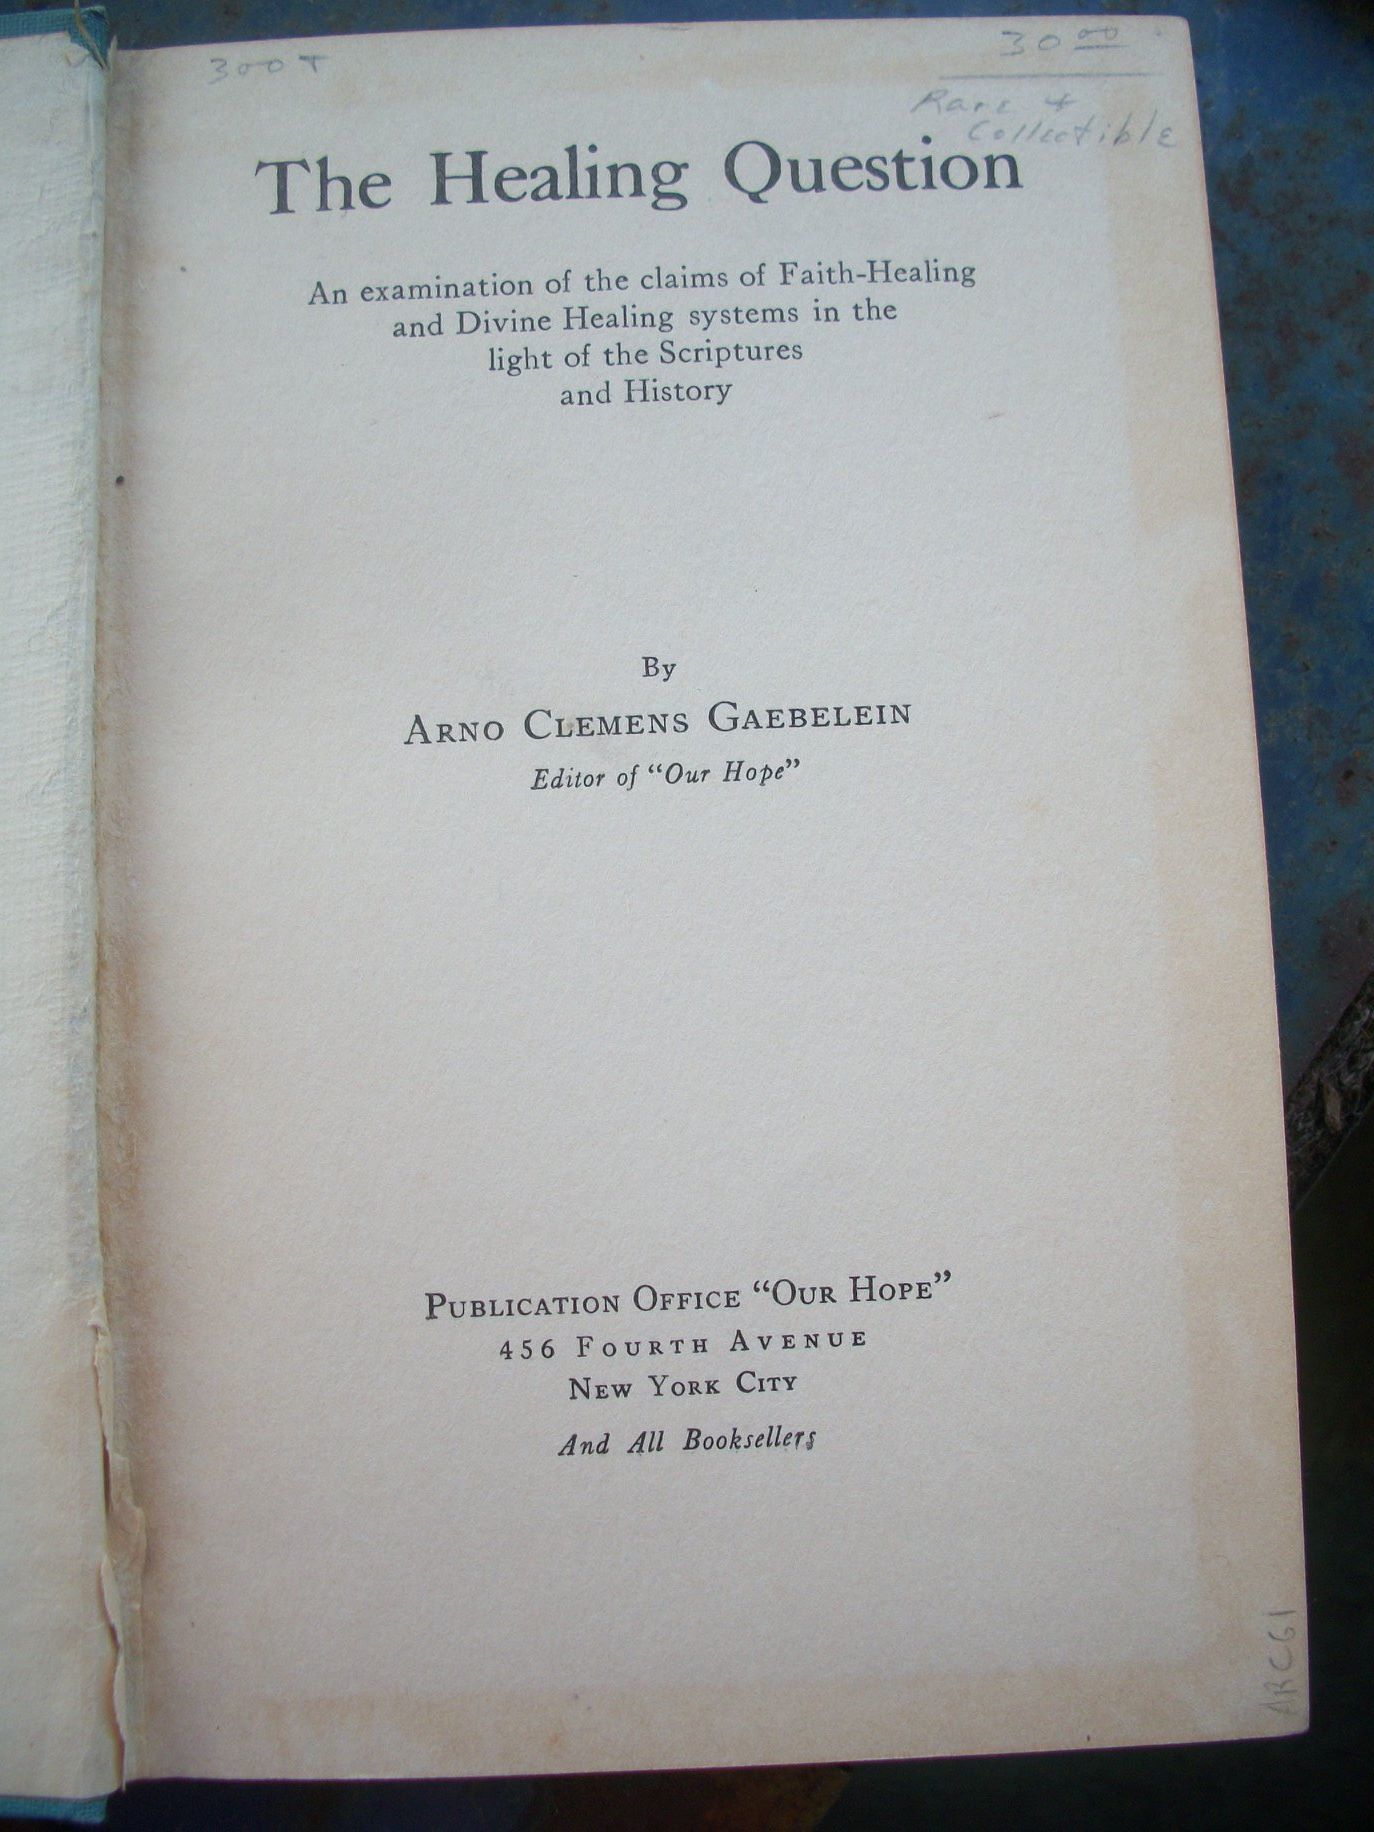 300T
30 00
Rare +
Collectible
The Healing Question
An examination of the claims of Faith-Healing
and Divine Healing systems in the
light of the Scriptures
and History
By
ARNO CLEMENS GAEBELEIN
Editor of “Our Hope”
PUBLICATION OFFICE “OUR HOPE”
456 FOURTH AVENUE
NEW YORK CITY
And All Booksellers